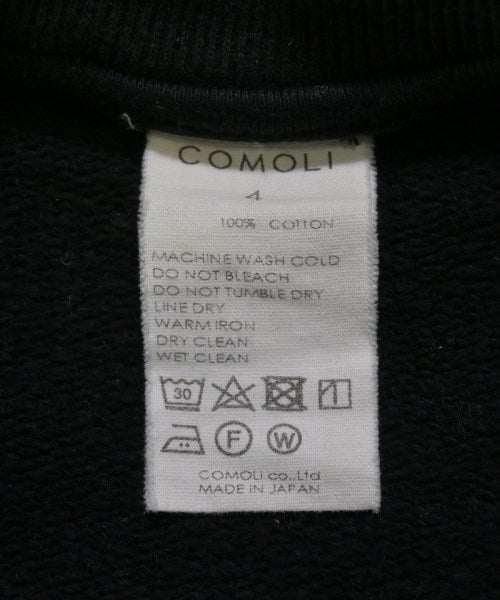 COMOLI
4
100% COTTON
MACHINE WASH COLD
DO NOT BLEACH
DO NOT TUMBLE DRY
LINE DRY
WARM IRON
DRY CLEAN
WET CLEAN
30
F W
COMOLI co.,Ltd
MADE IN JAPAN